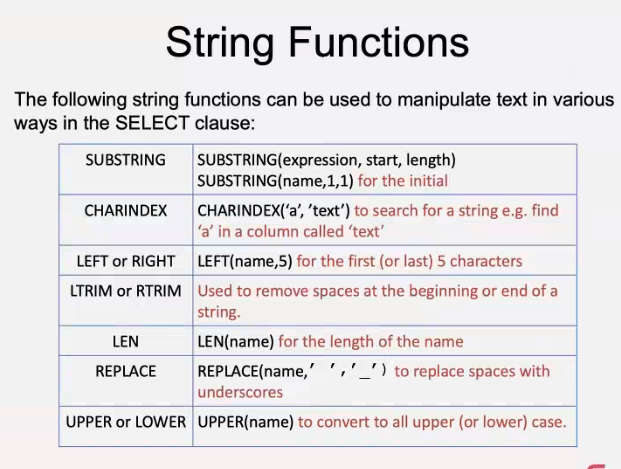 String Functions
The following string functions can be used to manipulate text in various
ways in the SELECT clause:
SUBSTRING
SUBSTRING(expression, start, length)
SUBSTRING(name,1,1) for the initial
CHARINDEX
CHARINDEX(‘a’, ’text’) to search for a string e.g. find
‘a’ in a column called ‘text’
LEFT or RIGHT
LEFT(name,5) for the first (or last) 5 characters
LTRIM or RTRIM
Used to remove spaces at the beginning or end of a
string.
LEN
LEN(name) for the length of the name
REPLACE
REPLACE(name,’ ’,’_’) to replace spaces with
underscores
UPPER or LOWER
UPPER(name) to convert to all upper (or lower) case.